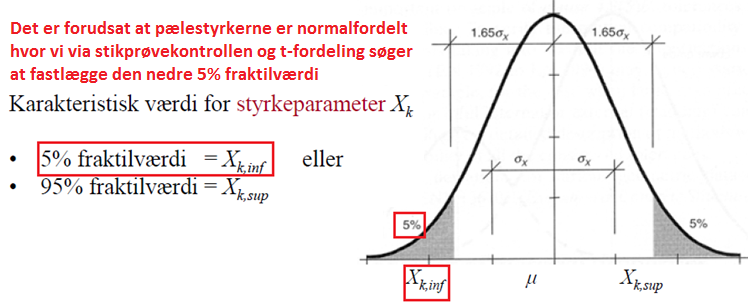 Det er forudsat at pælestyrkerne er normalfordelt
hvor vi via stikprøvekontrollen og t-fordeling søger
at fastlægge den nedre 5% fraktilværdi
Karakteristisk værdi for styrkeparameter Xk
• 5% fraktilværdi = Xk,inf eller
• 95% fraktilværdi = Xk,sup
1.65σx 1.65σx
σx σx
5% 5%
Xk,inf μ Xk,sup